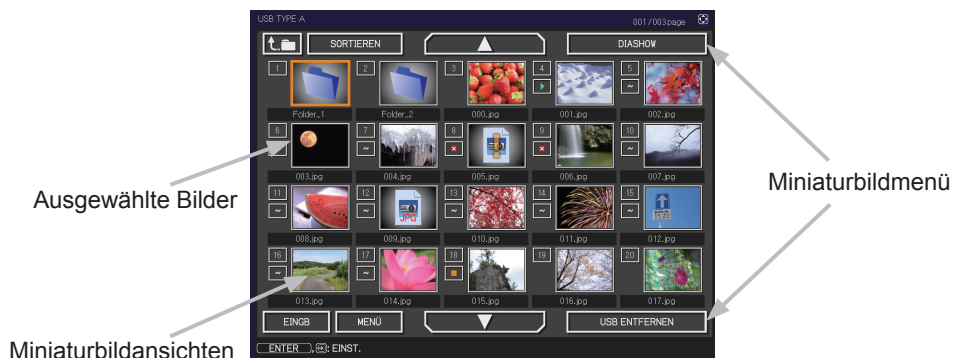 USB TYPE A 001/003page
SORTIEREN DIASHOW
1 2 3 4 5
Folder_1 Folder_2 000.jpg 001.jpg 002.jpg
6 7 8 9 10
003.jpg 004.jpg 005.jpg 006.jpg 007.jpg
Ausgewählte Bilder
Miniaturbildmenü
11 12 13 14 15
JPG
008.jpg 009.jpg 010.jpg 011.jpg 012.jpg
16 17 18 19 20
013.jpg 014.jpg 015.jpg 016.jpg 017.jpg
EINGB MENÜ USB ENTFERNEN
Miniaturbildansichten
ENTER , : EINST.